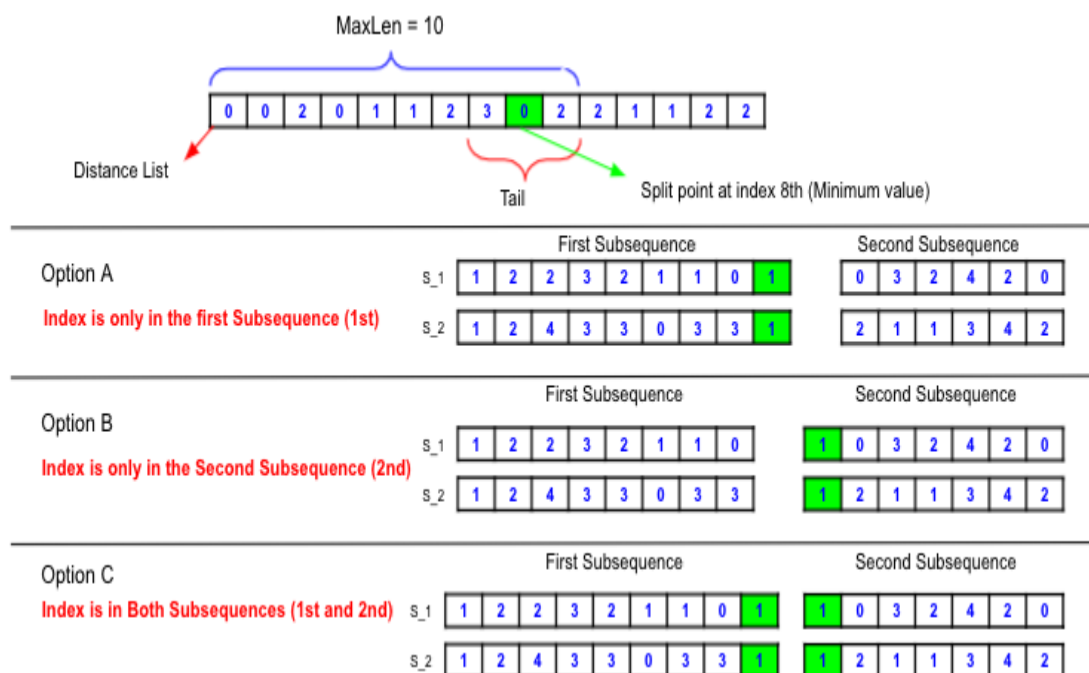 MaxLen = 10
0 0 2 0 1 1 2 3 0 2 2 1 1 2 2
Distance List
Tail
Split point at index 8th (Minimum value)
First Subsequence Second Subsequence
Option A
S_1 1 2 2 3 2 1 1 0 1 0 3 2 4 2 0
Index is only in the first Subsequence (1st)
S_2 1 2 4 3 3 0 3 3 1 2 1 1 3 4 2
First Subsequence Second Subsequence
Option B
S_1 1 2 2 3 2 1 1 0 1 0 3 2 4 2 0
Index is only in the Second Subsequence (2nd)
S_2 1 2 4 3 3 0 3 3 1 2 1 1 3 4 2
First Subsequence Second Subsequence
Option C
Index is in Both Subsequences (1st and 2nd)
S_1 1 2 2 3 2 1 1 0 1 1 0 3 2 4 2 0
S_2 1 2 4 3 3 0 3 3 1 1 2 1 1 3 4 2